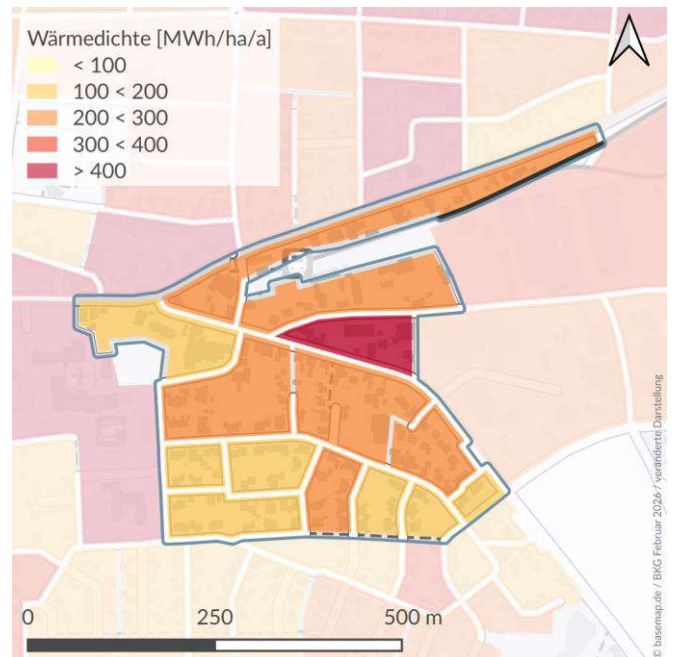 Wärmedichte [MWh/ha/a]
< 100
100 < 200
200 < 300
300 < 400
> 400
0 250 500 m
© basemap.de / BKG Februar 2026 / veränderte Darstellung